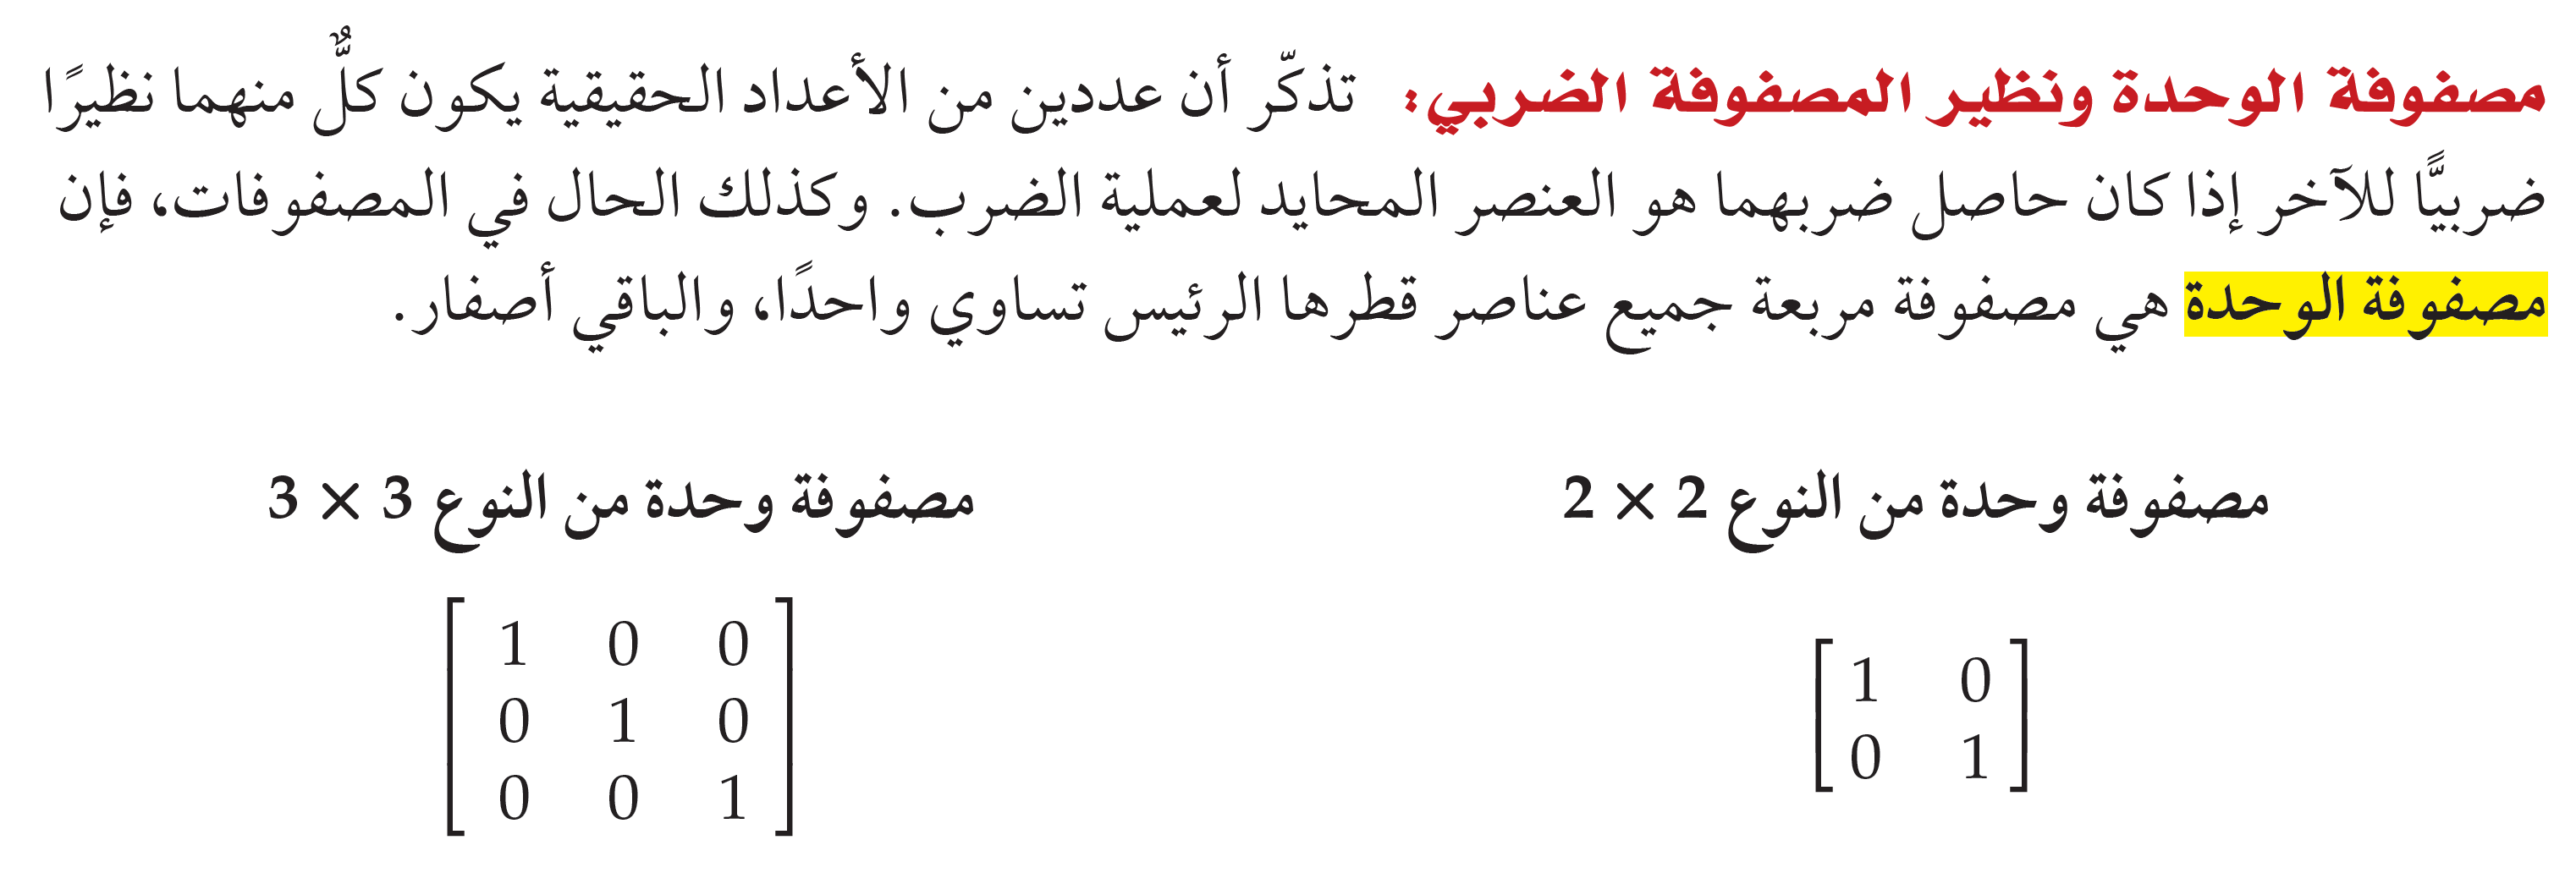 مصفوفة الوحدة ونظير المصفوفة الضربي: تذكّر أن عددين من الأعداد الحقيقية يكون كلٌّ منهما نظيرًا
ضربيًّا للآخر إذا كان حاصل ضربهما هو العنصر المحايد لعملية الضرب. وكذلك الحال في المصفوفات، فإن
مصفوفة الوحدة هي مصفوفة مربعة جميع عناصر قطرها الرئيس تساوي واحدًا، والباقي أصفار.
مصفوفة وحدة من النوع 2 × 2
1 0
0 1
مصفوفة وحدة من النوع 3 × 3
1 0 0
0 1 0
0 0 1